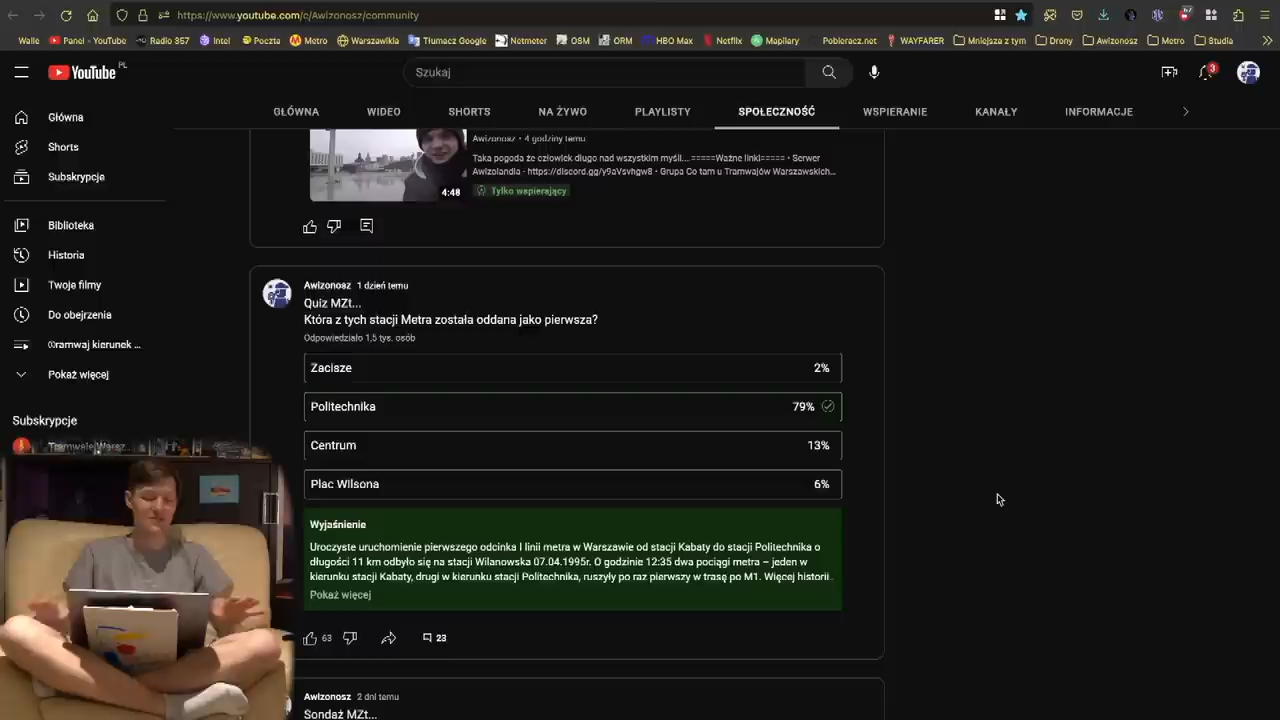 https://www.youtube.com/c/Awizonosz/community
67
Walle
Panel - YouTube
Radio 357
Intel
Poczta
Metro
Warszawikia
Tłumacz Google
Netmeter
OSM
ORM
HBO Max
Netflix
Mapilary
Pobieracz.net
WAYFARER
Mniejsza z tym
Drony
Awizonosz
Metro
Studia
YouTube PL
Szukaj
3
GŁÓWNA
WIDEO
SHORTS
NA ŻYWO
PLAYLISTY
SPOŁECZNOŚĆ
WSPIERANIE
KANAŁY
INFORMACJE
Główna
Shorts
Subskrypcje
Biblioteka
Historia
Twoje filmy
Do obejrzenia
Tramwaj kierunek ...
Pokaż więcej
Subskrypcje
Tramwaje Warsz...
Awizonosz • 4 godziny temu
Taka pogoda że człowiek długo nad wszystkim myśli... =====Ważne linki===== • Serwer
Awizolandia - https://discord.gg/y9aVsvhgw8 • Grupa Co tam u Tramwajów Warszawskich...
Tylko wspierający
4:48
Awizonosz 1 dzień temu
Quiz MZt...
Która z tych stacji Metra została oddana jako pierwsza?
Odpowiedziało 1,5 tys. osób
Zacisze 2%
Politechnika 79%
Centrum 13%
Plac Wilsona 6%
Wyjaśnienie
Uroczyste uruchomienie pierwszego odcinka I linii metra w Warszawie od stacji Kabaty do stacji Politechnika o
długości 11 km odbyło się na stacji Wilanowska 07.04.1995r. O godzinie 12:35 dwa pociągi metra – jeden w
kierunku stacji Kabaty, drugi w kierunku stacji Politechnika, ruszyły po raz pierwszy w trasę po M1. Więcej historii...
Pokaż więcej
63
23
Awizonosz 2 dni temu
Sondaż MZt...